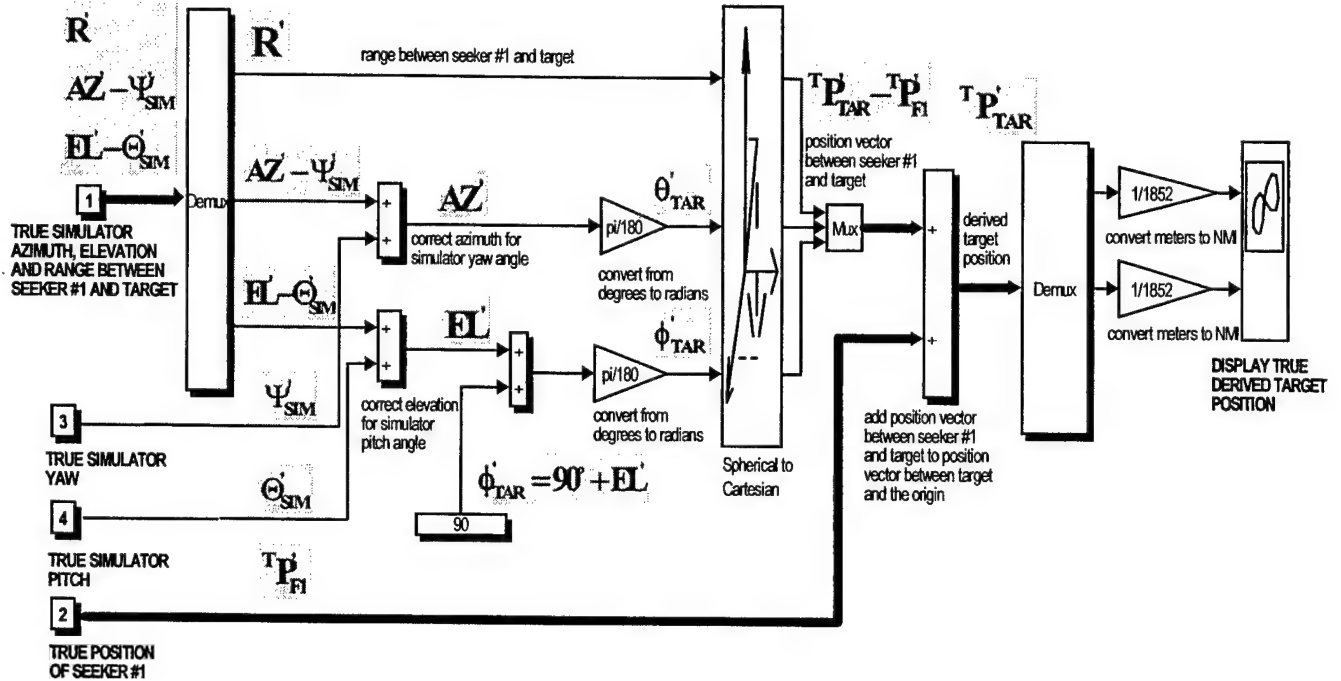 R'
AZ' – Ψ'SIM
EL' – Θ'SIM
1
TRUE SIMULATOR
AZIMUTH, ELEVATION
AND RANGE BETWEEN
SEEKER #1 AND TARGET
Demux
R'
range between seeker #1 and target
AZ' – Ψ'SIM
+
+
AZ'
correct azimuth for
simulator yaw angle
pi/180
θ'TAR
convert from
degrees to radians
EL' – Θ'SIM
+
+
EL'
correct elevation
for simulator
pitch angle
+
+
pi/180
ϕ'TAR
convert from
degrees to radians
Ψ'SIM
3
TRUE SIMULATOR
YAW
Θ'SIM
4
TRUE SIMULATOR
PITCH
90
ϕ'TAR = 90° + EL'
Spherical to
Cartesian
TP'TAR – TP'F1
position vector
between seeker #1
and target
Mux
TP'F1
2
TRUE POSITION
OF SEEKER #1
+
+
add position vector
between seeker #1
and target to position
vector between target
and the origin
TP'TAR
derived
target
position
Demux
1/1852
convert meters to NMI
1/1852
convert meters to NMI
DISPLAY TRUE
DERIVED TARGET
POSITION